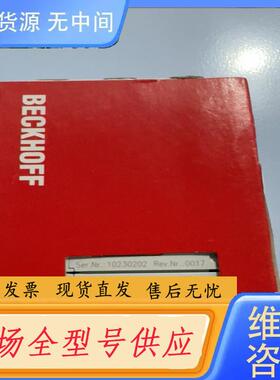 货源 无中间
BECKHOFF
Ser.Nr.: 10230202 Rev.Nr.:0017
发票 现货直发 售后无忧
场全型号供应
维
咨